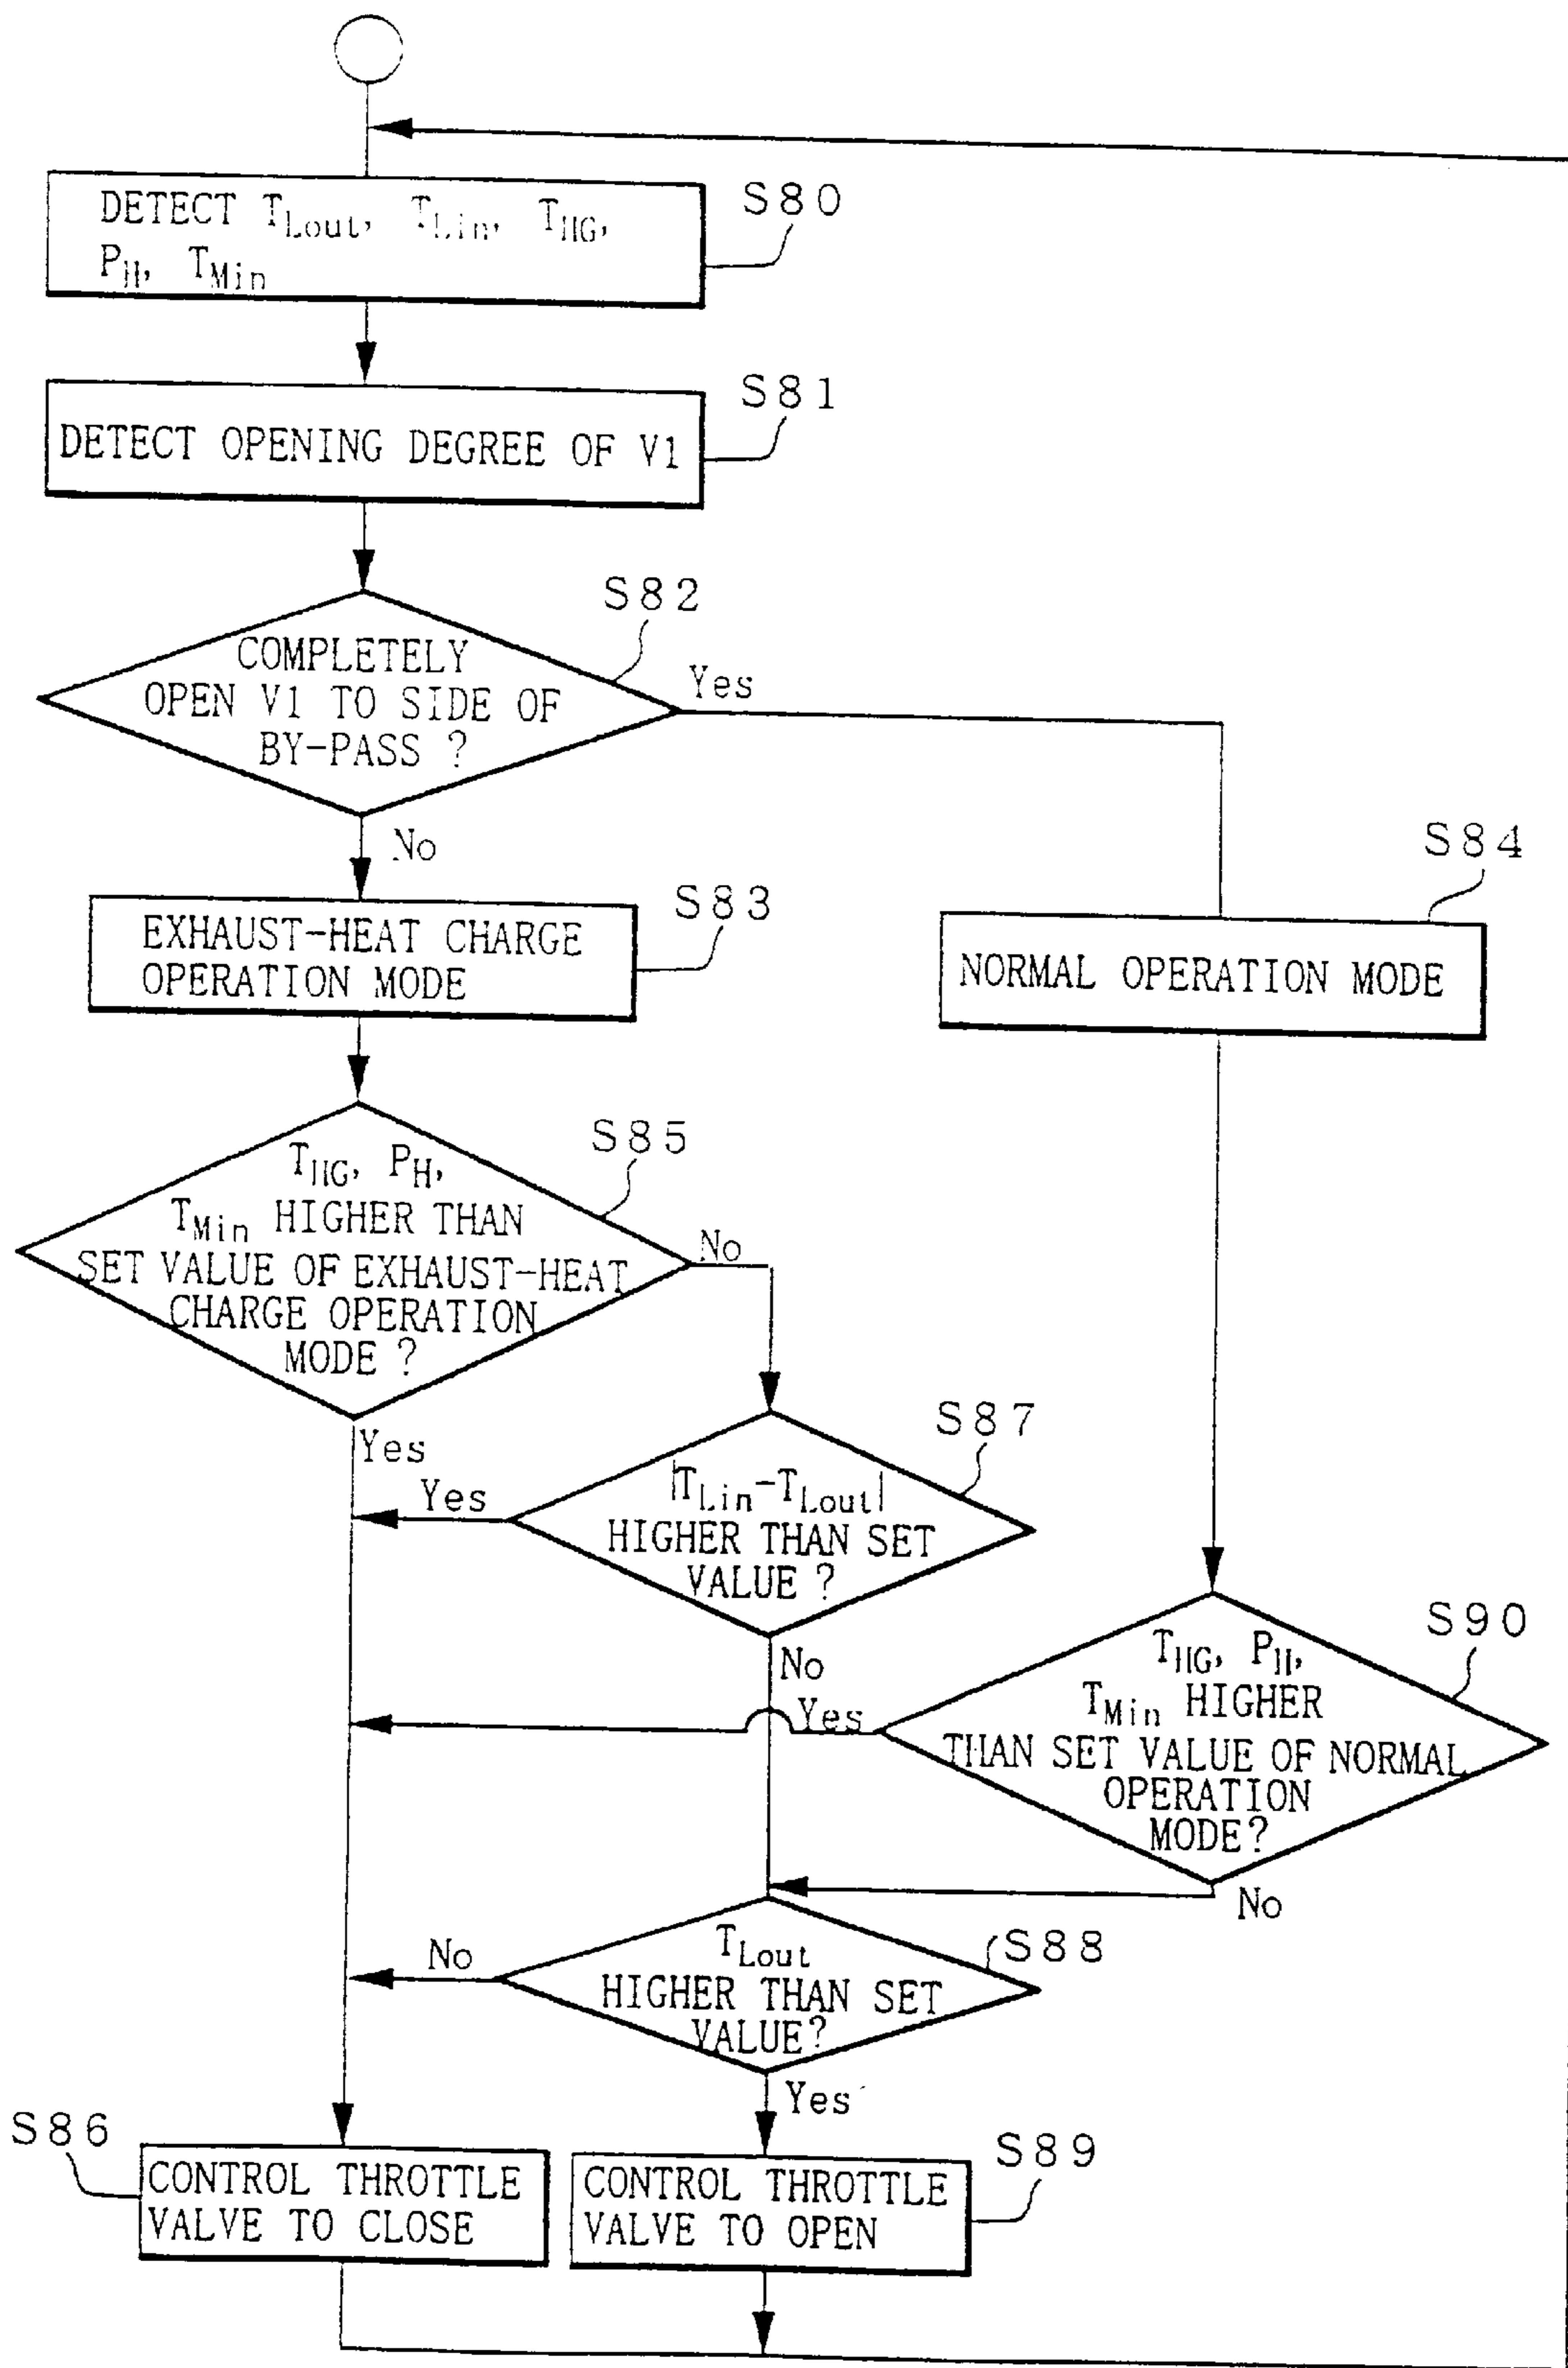 DETECT T_Lout, T_Lin, T_HG,
P_H, T_Min
S80
DETECT OPENING DEGREE OF V1
S81
COMPLETELY
OPEN V1 TO SIDE OF
BY-PASS ?
S82
Yes
No
EXHAUST-HEAT CHARGE
OPERATION MODE
S83
NORMAL OPERATION MODE
S84
T_HG, P_H,
T_Min HIGHER THAN
SET VALUE OF EXHAUST-HEAT
CHARGE OPERATION
MODE ?
S85
No
Yes
|T_Lin-T_Lout|
HIGHER THAN SET
VALUE ?
S87
Yes
No
T_HG, P_H,
T_Min HIGHER
THAN SET VALUE OF NORMAL
OPERATION
MODE?
S90
Yes
No
T_Lout
HIGHER THAN SET
VALUE?
S88
No
Yes
S86
CONTROL THROTTLE
VALVE TO CLOSE
CONTROL THROTTLE
VALVE TO OPEN
S89